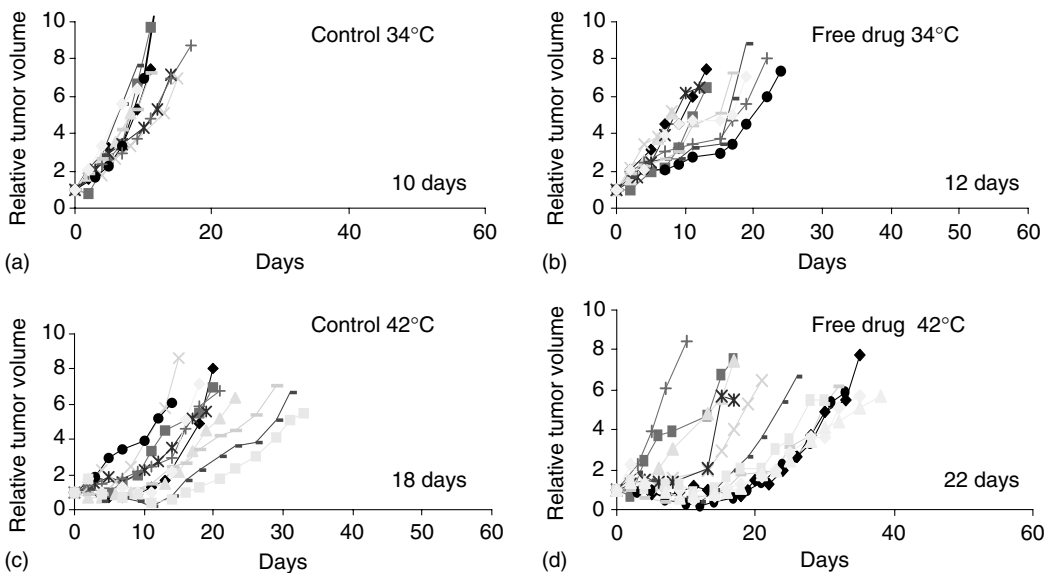 Control 34°C
Relative tumor volume
10
8
6
4
2
0
0 20 40 60
10 days
Days
(a)
Free drug 34°C
Relative tumor volume
10
8
6
4
2
0
0 10 20 30 40 50 60
12 days
Days
(b)
Control 42°C
Relative tumor volume
10
8
6
4
2
0
0 10 20 30 40 50 60
18 days
Days
(c)
Free drug 42°C
Relative tumor volume
10
8
6
4
2
0
0 20 40 60
22 days
Days
(d)